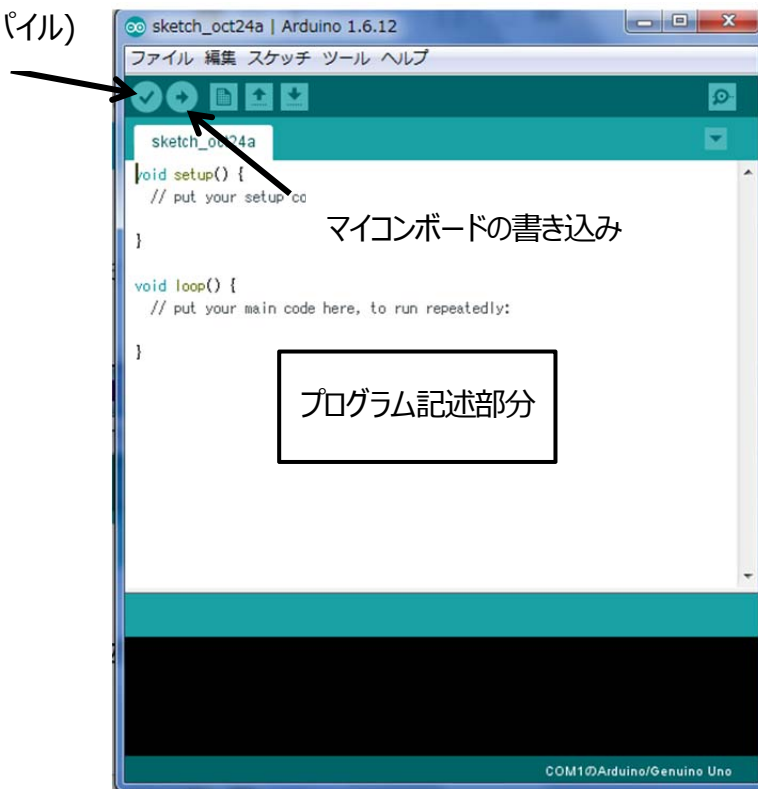 パイル)
sketch_oct24a | Arduino 1.6.12
ファイル 編集 スケッチ ツール ヘルプ
sketch_oct24a
void setup() {
// put your setup co
マイコンボードの書き込み
}
void loop() {
// put your main code here, to run repeatedly:
}
プログラム記述部分
COM1のArduino/Genuino Uno